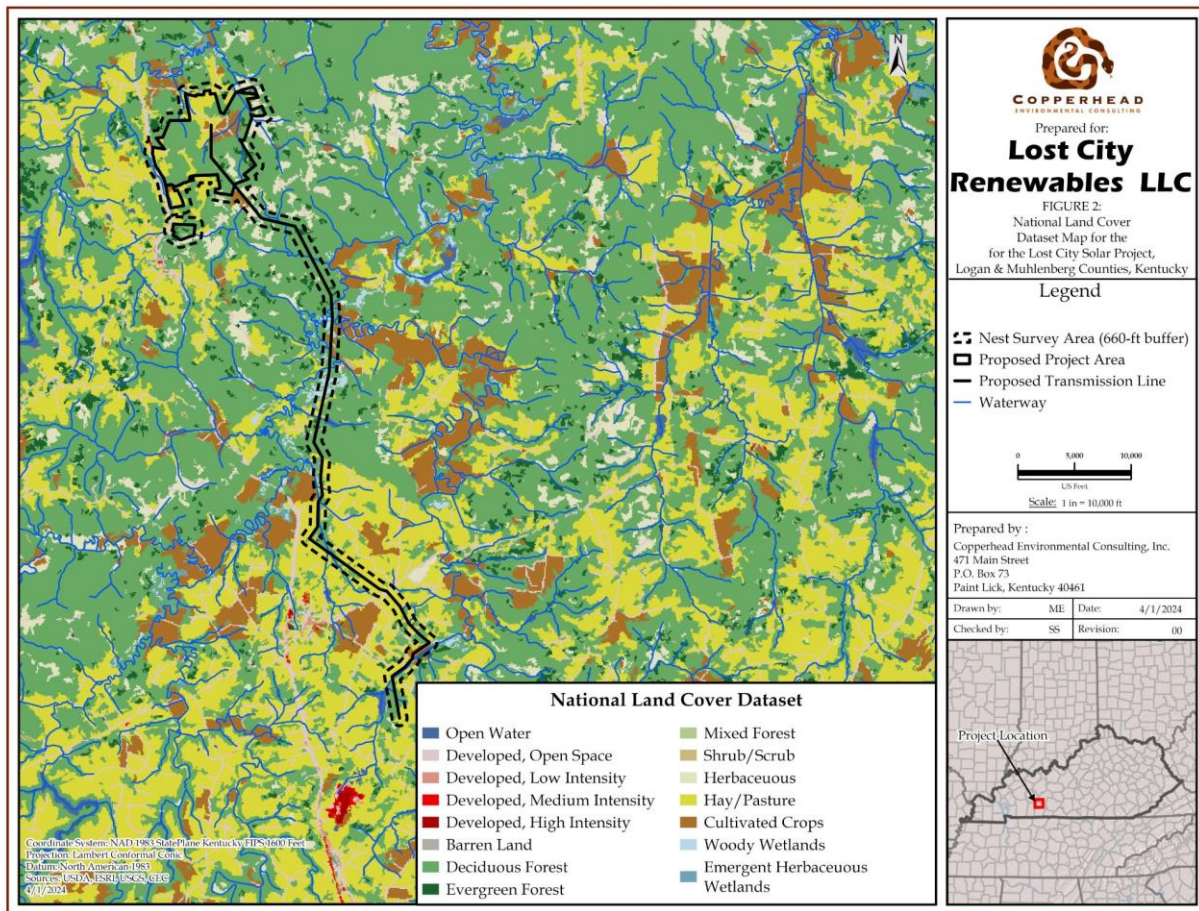 N
COPPERHEAD
ENVIRONMENTAL CONSULTING
Prepared for:
Lost City
Renewables LLC
FIGURE 2:
National Land Cover
Dataset Map for the
for the Lost City Solar Project,
Logan & Muhlenberg Counties, Kentucky
Legend
Nest Survey Area (660-ft buffer)
Proposed Project Area
Proposed Transmission Line
Waterway
0 5,000 10,000
US Feet
Scale: 1 in = 10,000 ft
Prepared by :
Copperhead Environmental Consulting, Inc.
471 Main Street
P.O. Box 73
Paint Lick, Kentucky 40461
Drawn by: ME Date: 4/1/2024
Checked by: SS Revision: 00
Project Location
National Land Cover Dataset
Open Water
Developed, Open Space
Developed, Low Intensity
Developed, Medium Intensity
Developed, High Intensity
Barren Land
Deciduous Forest
Evergreen Forest
Mixed Forest
Shrub/Scrub
Herbaceuous
Hay/Pasture
Cultivated Crops
Woody Wetlands
Emergent Herbaceuous
Wetlands
Coordinate System: NAD 1983 StatePlane Kentucky FIPS 1600 Feet
Projection: Lambert Conformal Conic
Datum: North American 1983
Sources: USDA, ESRI, USGS, CEC
4/1/2024